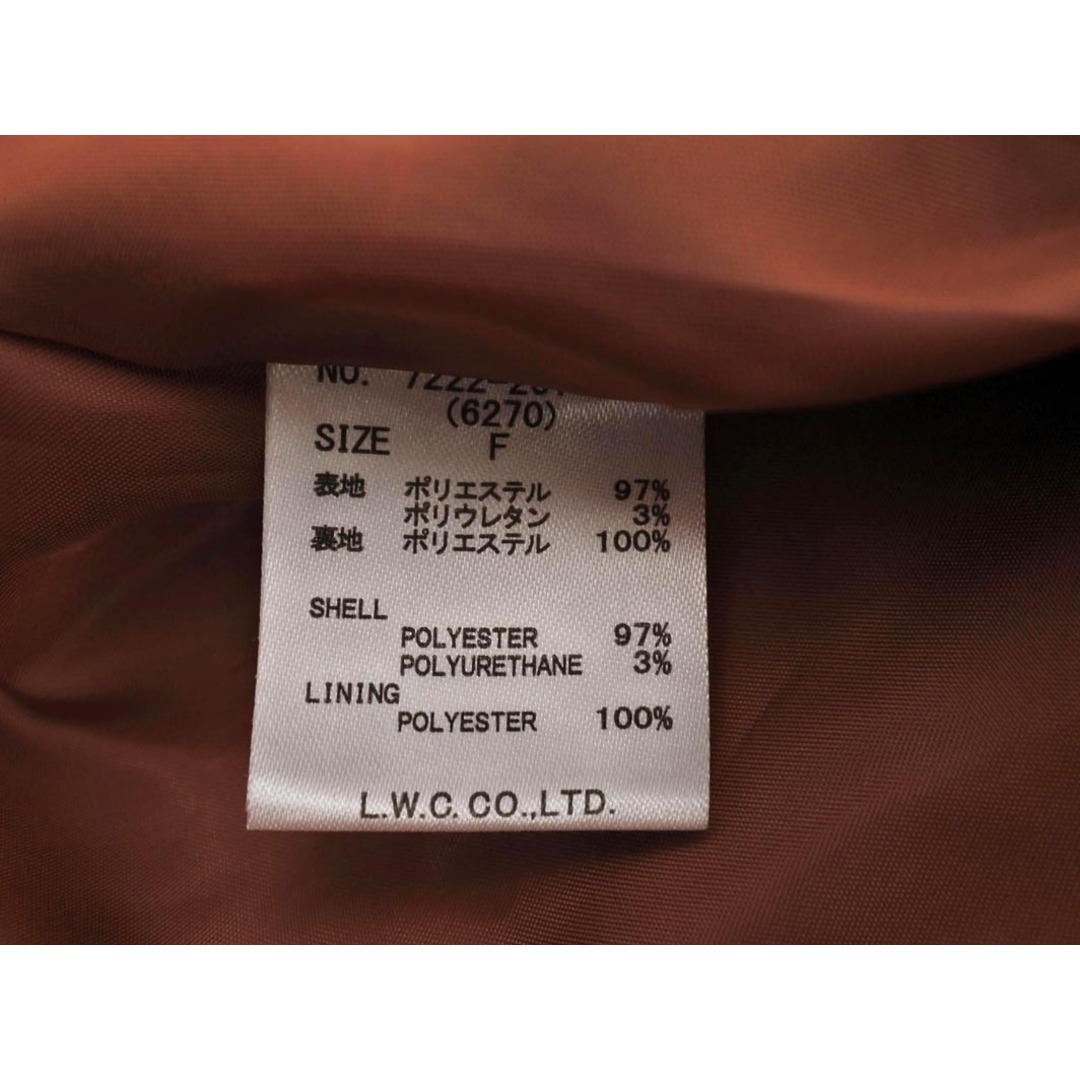 NO.
(6270)
SIZE F
表地 ポリエステル 97%
ポリウレタン 3%
裏地 ポリエステル 100%
SHELL
POLYESTER 97%
POLYURETHANE 3%
LINING
POLYESTER 100%
L.W.C. CO.,LTD.